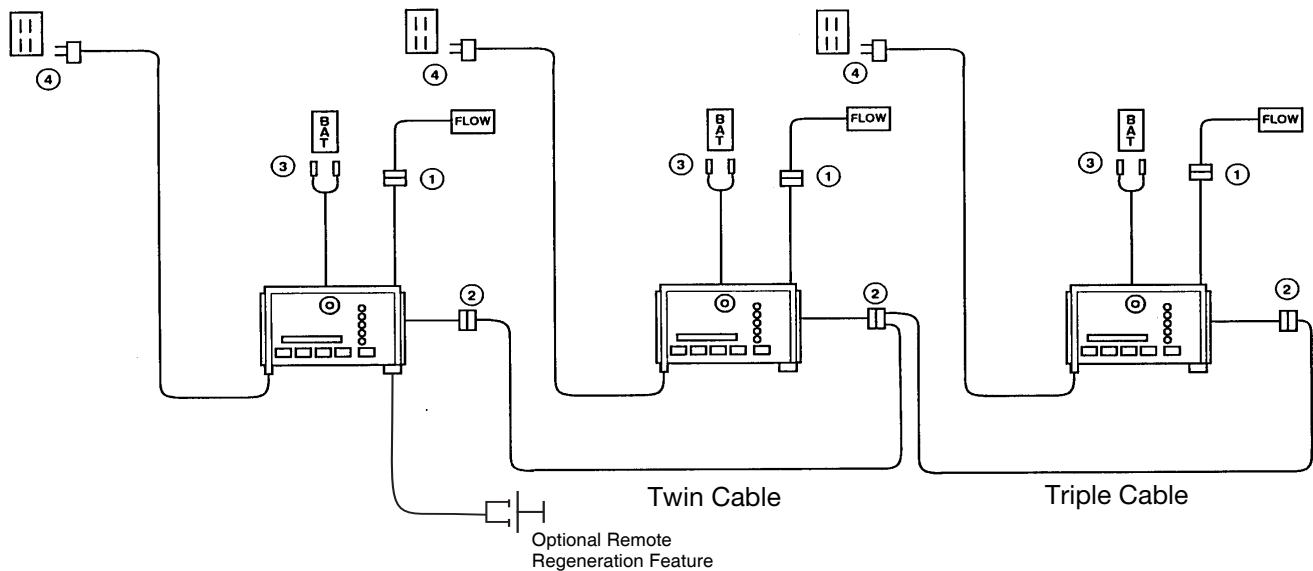 4
4
4
BAT
FLOW
BAT
FLOW
BAT
FLOW
3
1
3
1
3
1
2
2
2
Twin Cable
Triple Cable
Optional Remote
Regeneration Feature